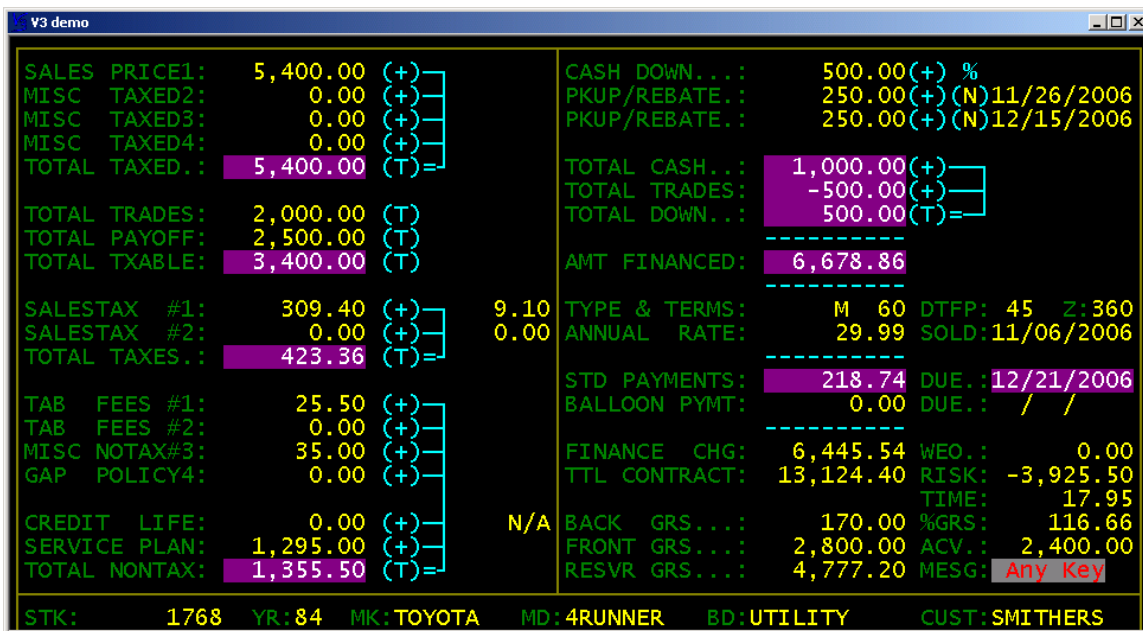 V3 demo
SALES PRICE1: 5,400.00 (+)
MISC TAXED2: 0.00 (+)
MISC TAXED3: 0.00 (+)
MISC TAXED4: 0.00 (+)
TOTAL TAXED.: 5,400.00 (T)=
TOTAL TRADES: 2,000.00 (T)
TOTAL PAYOFF: 2,500.00 (T)
TOTAL TXABLE: 3,400.00 (T)
SALESTAX #1: 309.40 (+) 9.10
SALESTAX #2: 0.00 (+) 0.00
TOTAL TAXES.: 423.36 (T)=
TAB FEES #1: 25.50 (+)
TAB FEES #2: 0.00 (+)
MISC NOTAX#3: 35.00 (+)
GAP POLICY4: 0.00 (+)
CREDIT LIFE: 0.00 (+) N/A
SERVICE PLAN: 1,295.00 (+)
TOTAL NONTAX: 1,355.50 (T)=
CASH DOWN...: 500.00(+) %
PKUP/REBATE.: 250.00(+)(N)11/26/2006
PKUP/REBATE.: 250.00(+)(N)12/15/2006
TOTAL CASH..: 1,000.00(+)
TOTAL TRADES: -500.00(+)
TOTAL DOWN..: 500.00(T)=
-----------
AMT FINANCED: 6,678.86
-----------
TYPE & TERMS: M 60 DTFP: 45 Z:360
ANNUAL RATE: 29.99 SOLD:11/06/2006
-----------
STD PAYMENTS: 218.74 DUE.:12/21/2006
BALLOON PYMT: 0.00 DUE.: / /
-----------
FINANCE CHG: 6,445.54 WEO.: 0.00
TTL CONTRACT: 13,124.40 RISK: -3,925.50
TIME: 17.95
BACK GRS...: 170.00 %GRS: 116.66
FRONT GRS...: 2,800.00 ACV.: 2,400.00
RESVR GRS...: 4,777.20 MESG: Any Key
STK: 1768 YR:84 MK:TOYOTA MD:4RUNNER BD:UTILITY CUST:SMITHERS